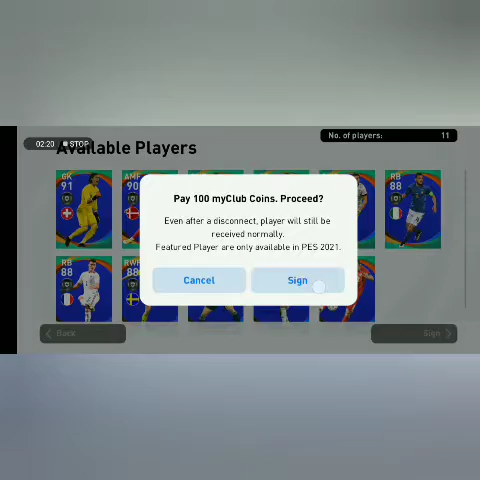 02:20 STOP
No. of players: 11
Available Players
GK
91
AMF
90
RB
88
Pay 100 myClub Coins. Proceed?
Even after a disconnect, player will still be
received normally.
Featured Player are only available in PES 2021.
Cancel
Sign
RB
88
RWF
88
Back
Sign